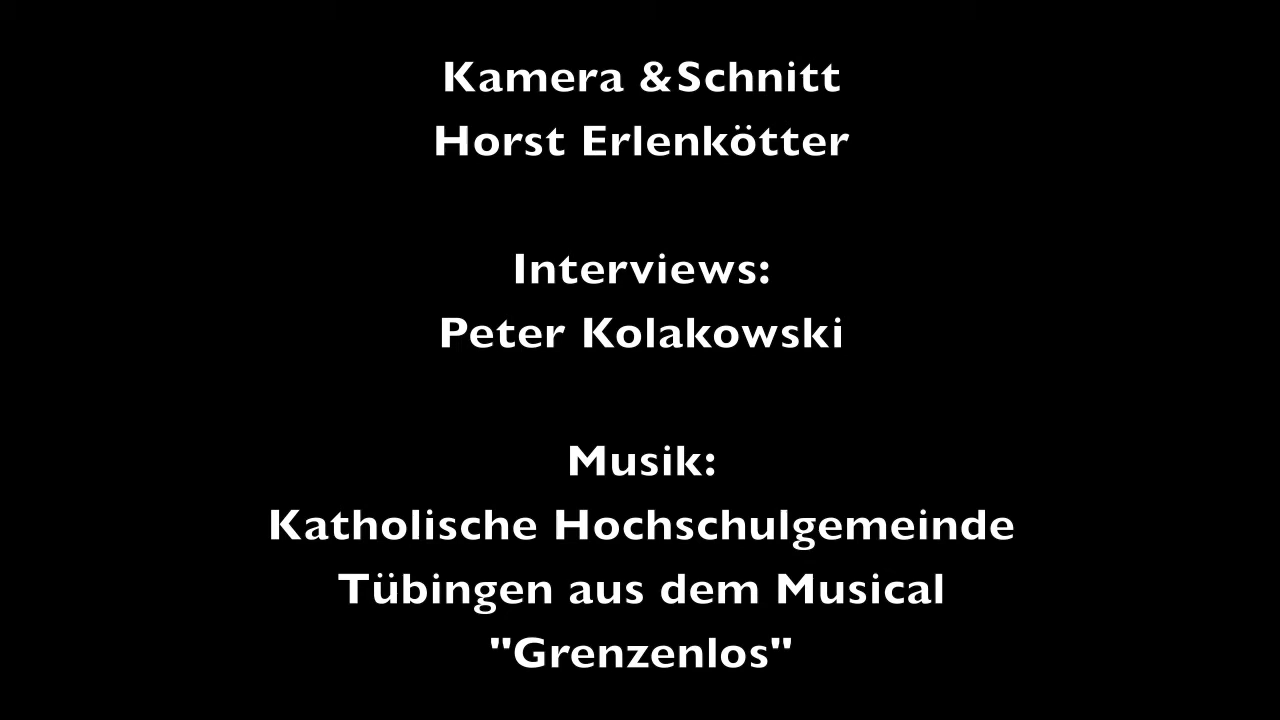 Kamera &Schnitt
Horst Erlenkötter
Interviews:
Peter Kolakowski
Musik:
Katholische Hochschulgemeinde
Tübingen aus dem Musical
"Grenzenlos"